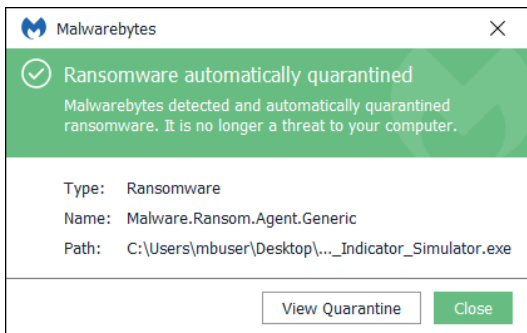 Malwarebytes
Ransomware automatically quarantined
Malwarebytes detected and automatically quarantined
ransomware. It is no longer a threat to your computer.
Type: Ransomware
Name: Malware.Ransom.Agent.Generic
Path: C:\Users\mbuser\Desktop\..._Indicator_Simulator.exe
View Quarantine Close